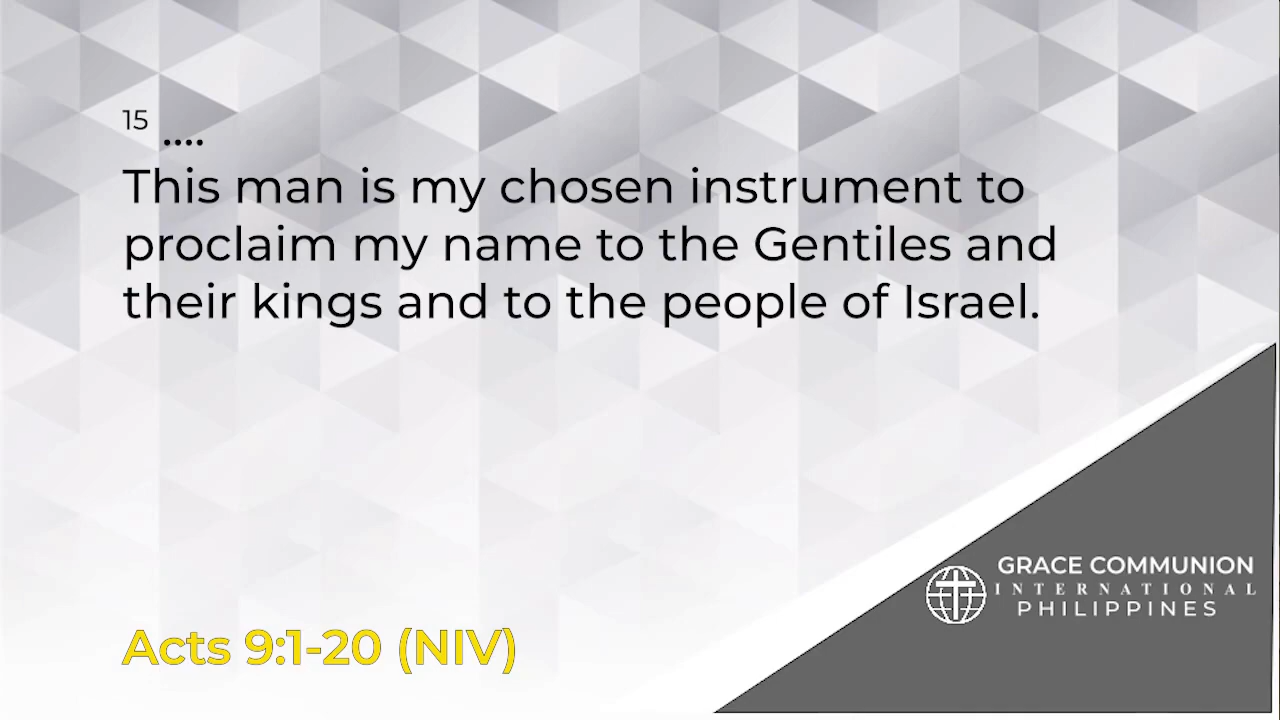 15 ....
This man is my chosen instrument to
proclaim my name to the Gentiles and
their kings and to the people of Israel.
GRACE COMMUNION
INTERNATIONAL
PHILIPPINES
Acts 9:1-20 (NIV)